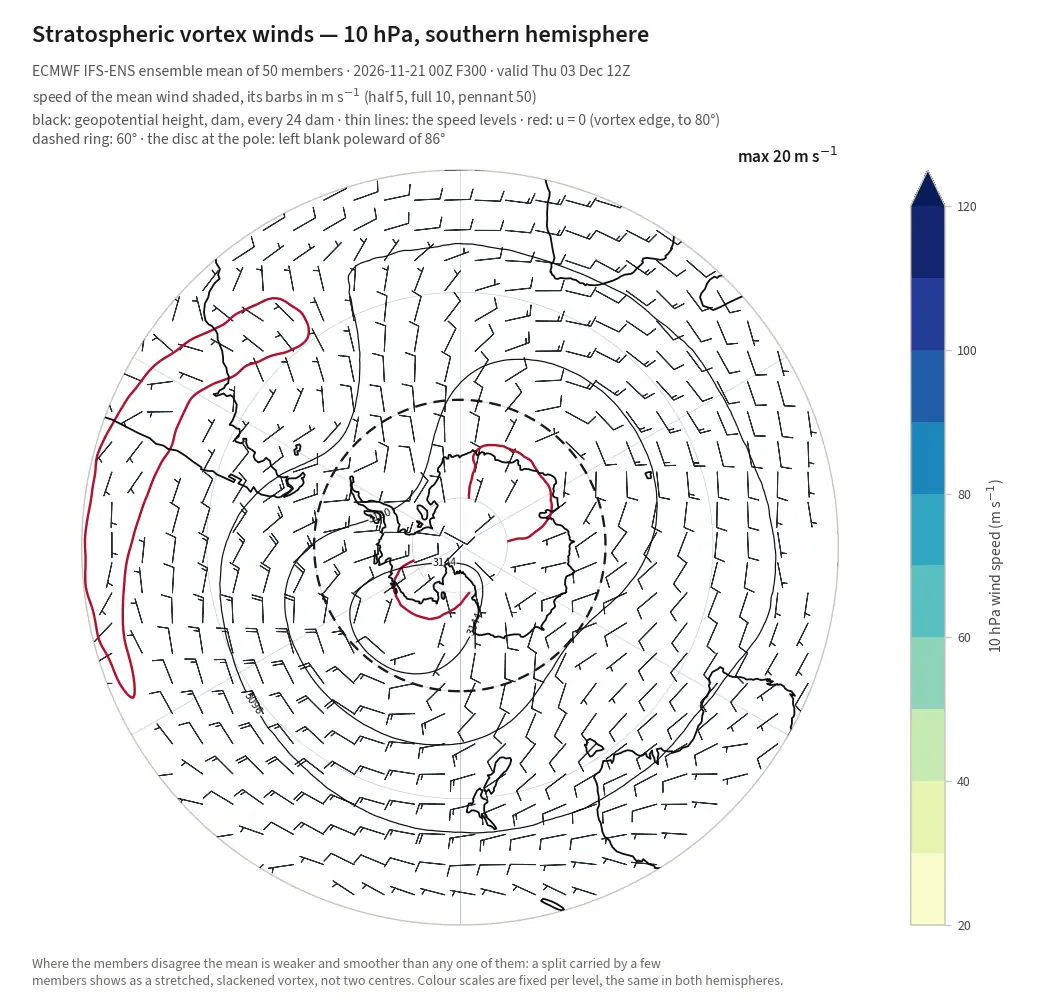 Stratospheric vortex winds — 10 hPa, southern hemisphere
ECMWF IFS-ENS ensemble mean of 50 members · 2026-11-21 00Z F300 · valid Thu 03 Dec 12Z
speed of the mean wind shaded, its barbs in m s⁻¹ (half 5, full 10, pennant 50)
black: geopotential height, dam, every 24 dam · thin lines: the speed levels · red: u = 0 (vortex edge, to 80°)
dashed ring: 60° · the disc at the pole: left blank poleward of 86°
max 20 m s⁻¹
120
100
80
60
40
20
10 hPa wind speed (m s⁻¹)
3144
3096
Where the members disagree the mean is weaker and smoother than any one of them: a split carried by a few
members shows as a stretched, slackened vortex, not two centres. Colour scales are fixed per level, the same in both hemispheres.